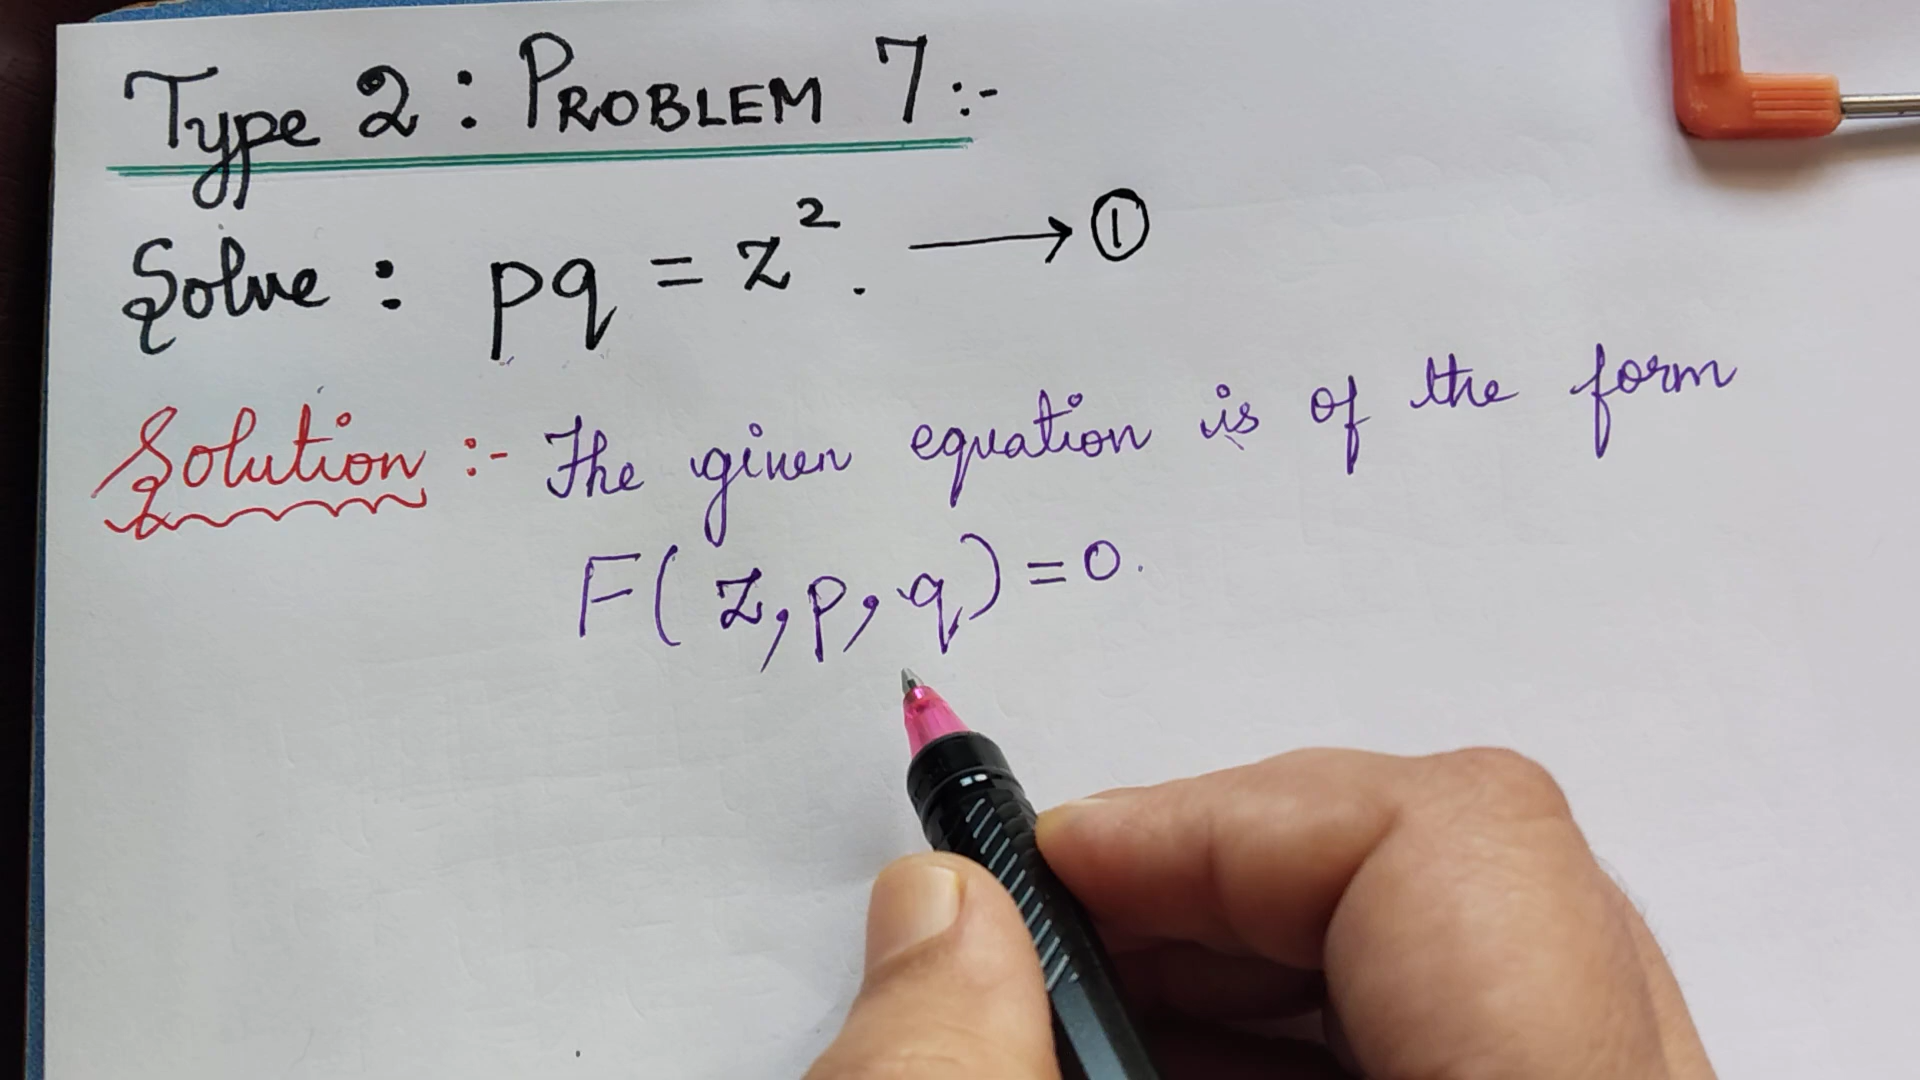 Type 2 : PROBLEM 7:-
Solve : pq = z². ⟶ ①
Solution :- The given equation is of the form
F(z, p, q) = 0.